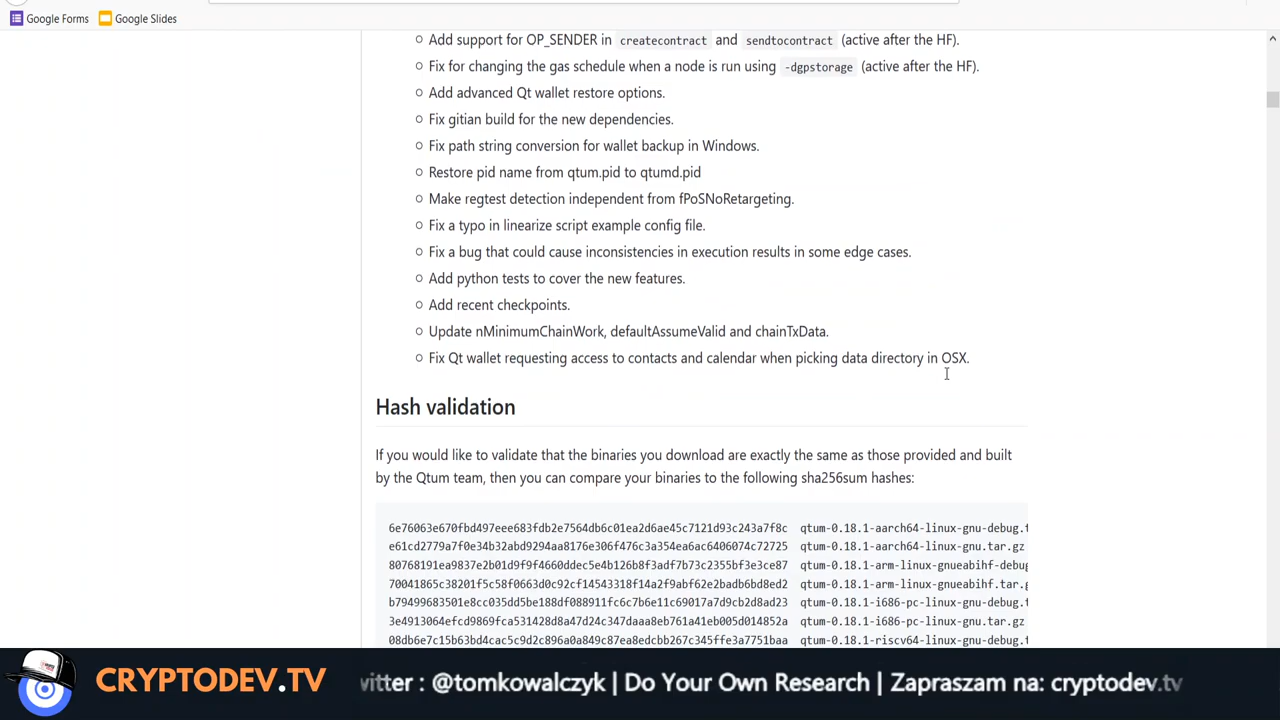 Google Forms
Google Slides
Add support for OP_SENDER in createcontract and sendtocontract (active after the HF).
Fix for changing the gas schedule when a node is run using -dgpstorage (active after the HF).
Add advanced Qt wallet restore options.
Fix gitian build for the new dependencies.
Fix path string conversion for wallet backup in Windows.
Restore pid name from qtum.pid to qtumd.pid
Make regtest detection independent from fPoSNoRetargeting.
Fix a typo in linearize script example config file.
Fix a bug that could cause inconsistencies in execution results in some edge cases.
Add python tests to cover the new features.
Add recent checkpoints.
Update nMinimumChainWork, defaultAssumeValid and chainTxData.
Fix Qt wallet requesting access to contacts and calendar when picking data directory in OSX.
Hash validation
If you would like to validate that the binaries you download are exactly the same as those provided and built
by the Qtum team, then you can compare your binaries to the following sha256sum hashes:
6e76063e670fbd497eee683fdb2e7564db6c01ea2d6ae45c7121d93c243a7f8c qtum-0.18.1-aarch64-linux-gnu-debug.t
e61cd2779a7f0e34b32abd9294aa8176e306f476c3a354ea6ac6406074c72725 qtum-0.18.1-aarch64-linux-gnu.tar.gz
80768191ea9837e2b01d9f9f4660ddec5e4b126b8f3adf7b73c2355bf3e3ce87 qtum-0.18.1-arm-linux-gnueabihf-debug
70041865c38201f5c58f0663d0c92cf14543318f14a2f9abf62e2badb6bd8ed2 qtum-0.18.1-arm-linux-gnueabihf.tar.g
b79499683501e8cc035dd5be188df088911fc6c7b6e11c69017a7d9cb2d8ad23 qtum-0.18.1-i686-pc-linux-gnu-debug.t
3e4913064efcd9869fca531428d8a47d24c347daaa8eb761a41eb005d014852a qtum-0.18.1-i686-pc-linux-gnu.tar.gz
08db6e7c15b63bd4cac5c9d2c896a0a849c87ea8edcbb267c345ffe3a7751baa qtum-0.18.1-riscv64-linux-gnu-debug.t
CRYPTODEV.TV
witter : @tomkowalczyk | Do Your Own Research | Zapraszam na: cryptodev.tv